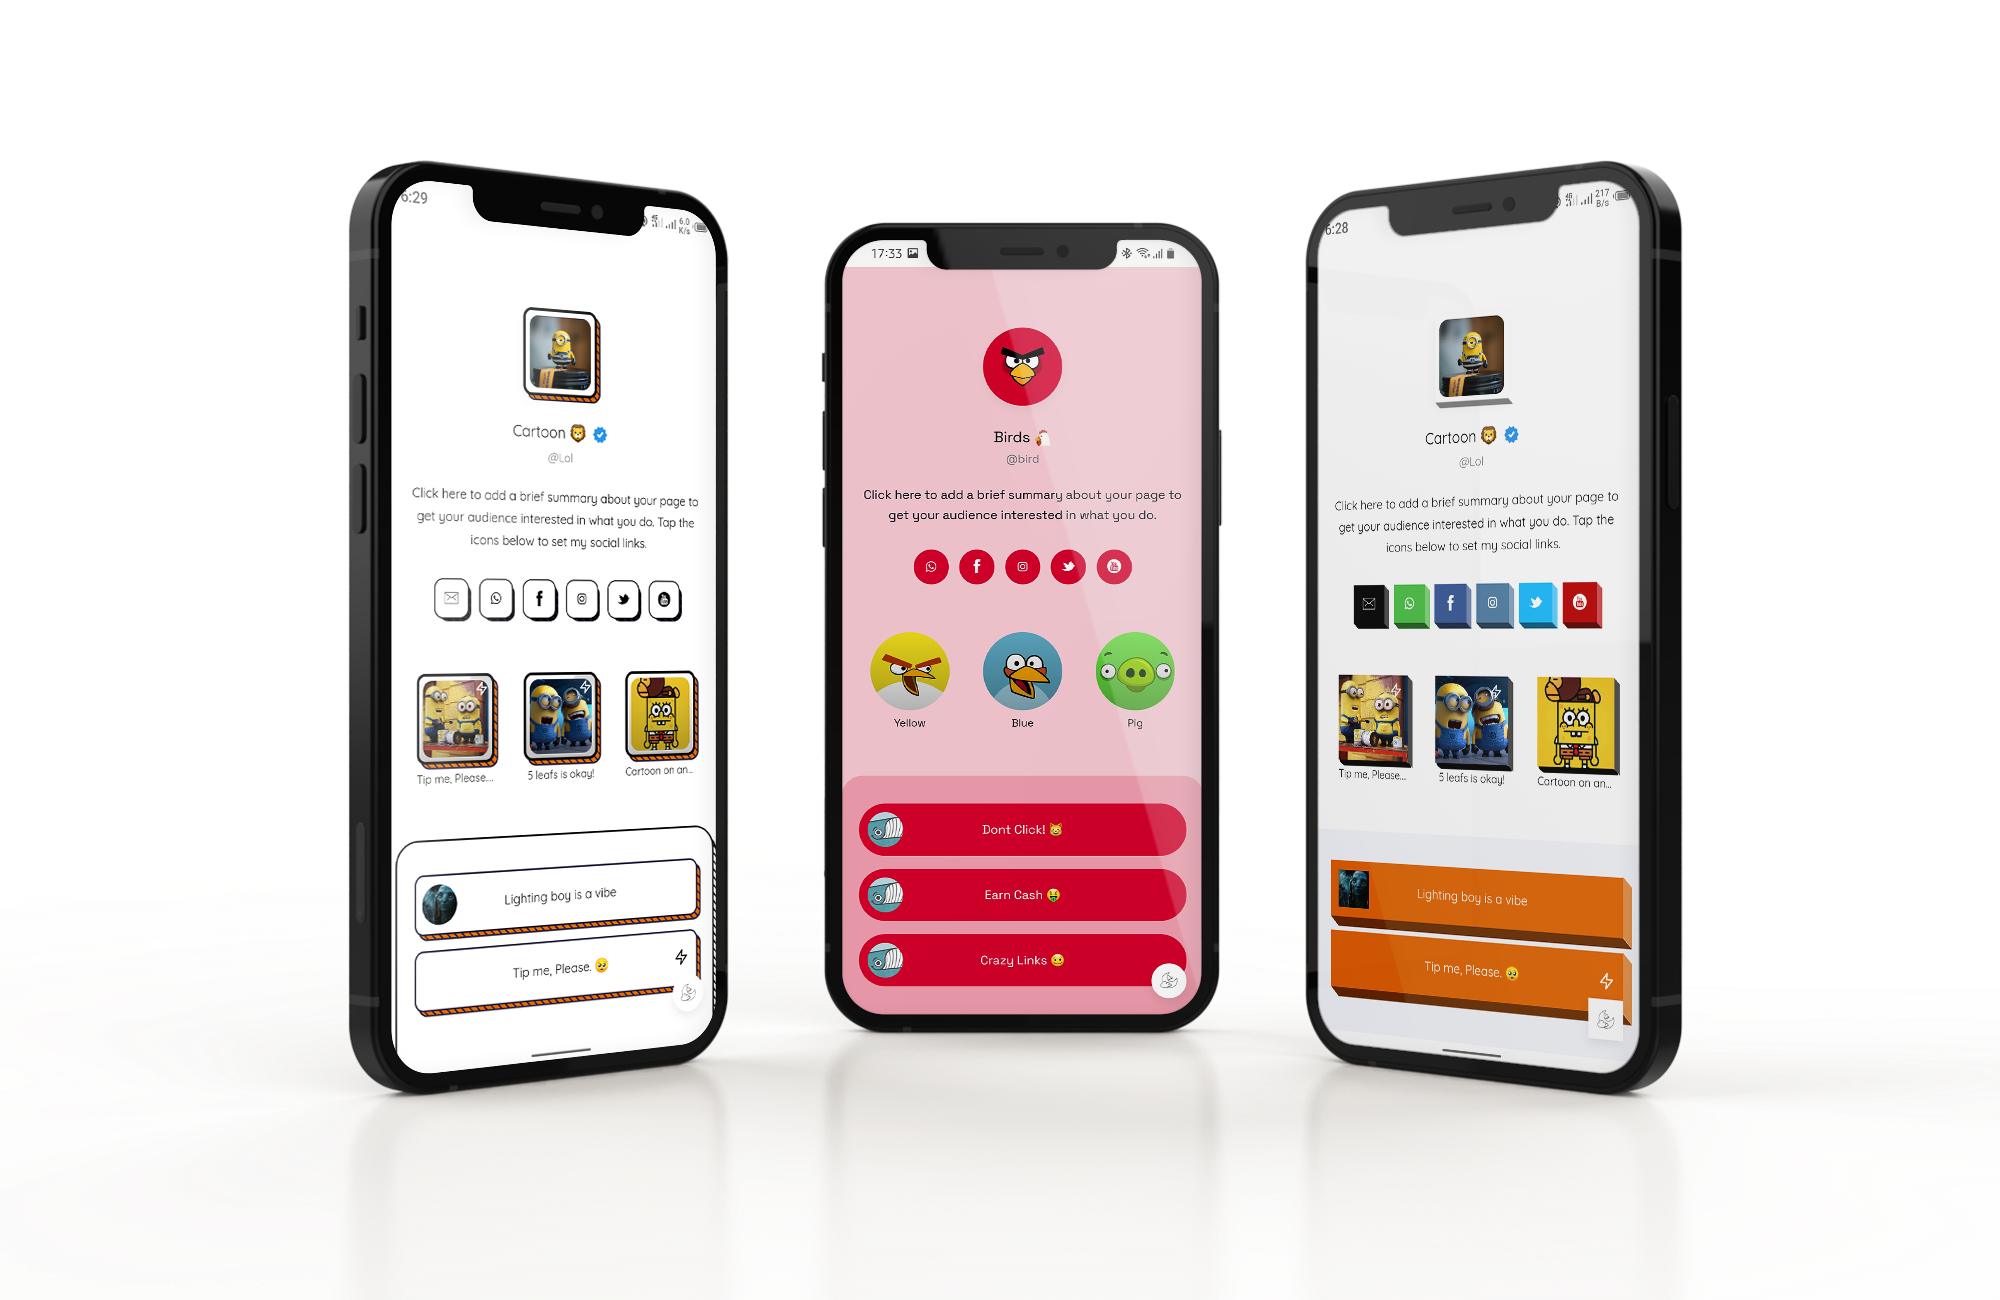 6:29
6.0
K/s
Cartoon 🦁
@Lol
Click here to add a brief summary about your page to
get your audience interested in what you do. Tap the
icons below to set my social links.
Tip me, Please...
5 leafs is okay!
Cartoon on an...
Lighting boy is a vibe
Tip me, Please. 🥺
17:33
Birds 🐔
@bird
Click here to add a brief summary about your page to
get your audience interested in what you do.
Yellow
Blue
Pig
Dont Click! 😸
Earn Cash 🤑
Crazy Links 🥴
6:28
217
B/s
Cartoon 🦁
@Lol
Click here to add a brief summary about your page to
get your audience interested in what you do. Tap the
icons below to set my social links.
Tip me, Please...
5 leafs is okay!
Cartoon on an...
Lighting boy is a vibe
Tip me, Please. 🥺